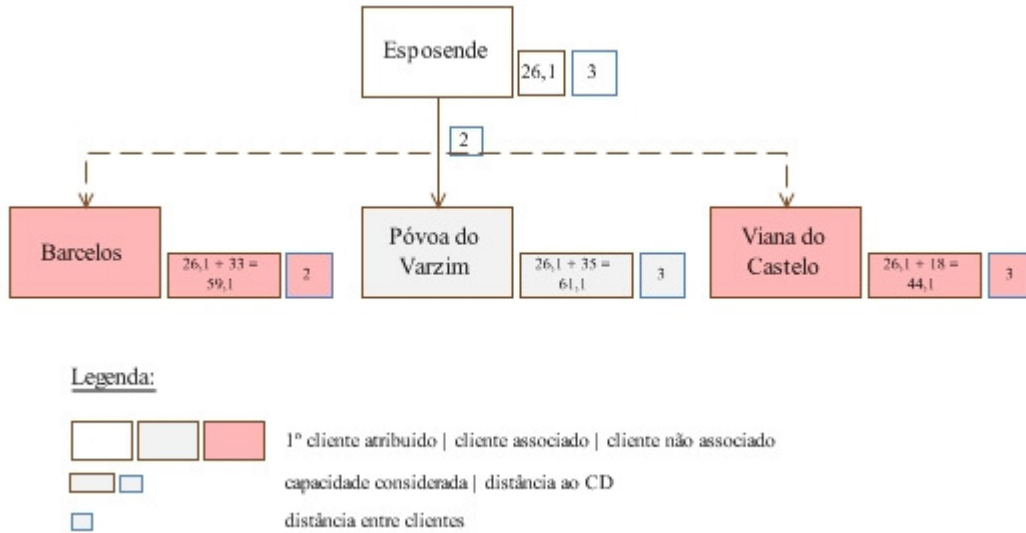 Esposende
26,1
3
2
Barcelos
26,1 + 33 =
59,1
2
Póvoa do
Varzim
26,1 + 35 =
61,1
3
Viana do
Castelo
26,1 + 18 =
44,1
3
Legenda:
1º cliente atribuido | cliente associado | cliente não associado
capacidade considerada | distância ao CD
distância entre clientes